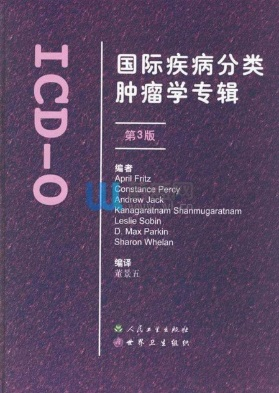 ICD-O
国际疾病分类
肿瘤学专辑
第3版
编者
April Fritz
Constance Percy
Andrew Jack
Kanagaratnam Shanmugaratnam
Leslie Sobin
D. Max Parkin
Sharon Whelan
编译
董景五
人民卫生出版社
世界卫生组织